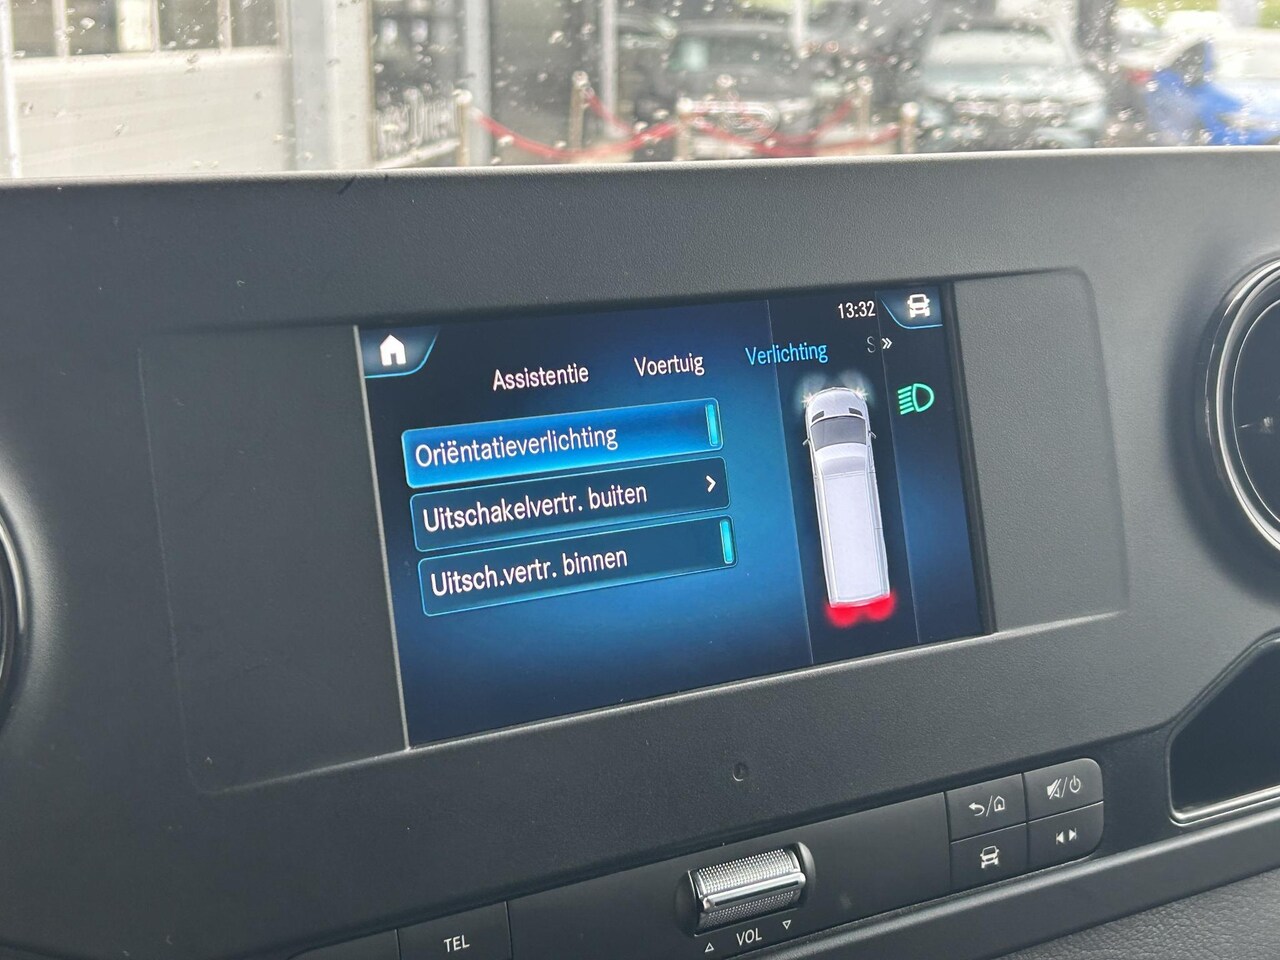 13:32
Assistentie Voertuig Verlichting S
Oriëntatieverlichting
Uitschakelvertr. buiten
Uitsch.vertr. binnen
TEL
VOL